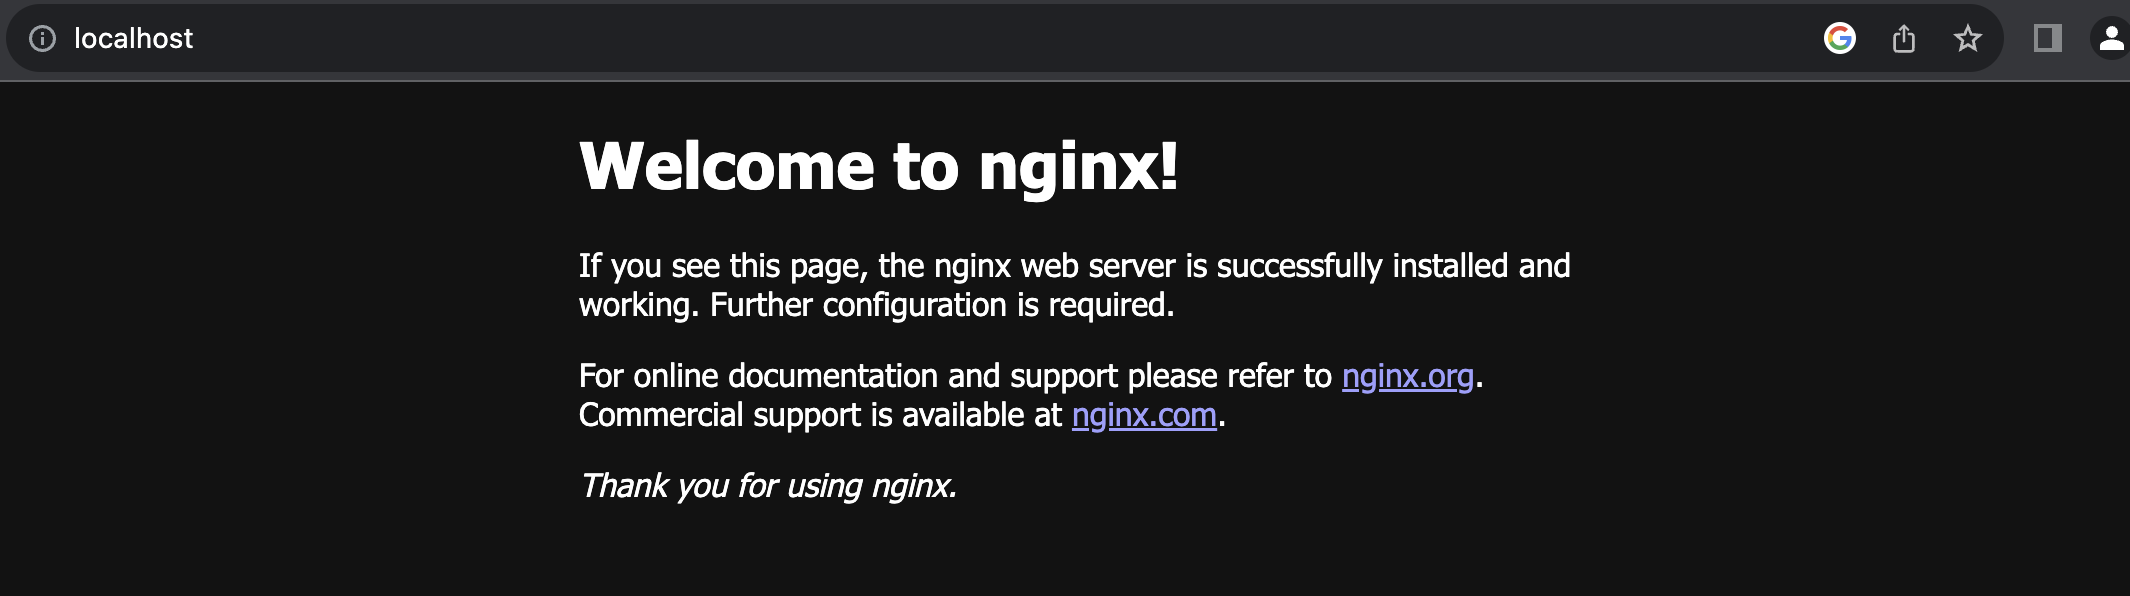 localhost
Welcome to nginx!
If you see this page, the nginx web server is successfully installed and
working. Further configuration is required.
For online documentation and support please refer to nginx.org.
Commercial support is available at nginx.com.
Thank you for using nginx.